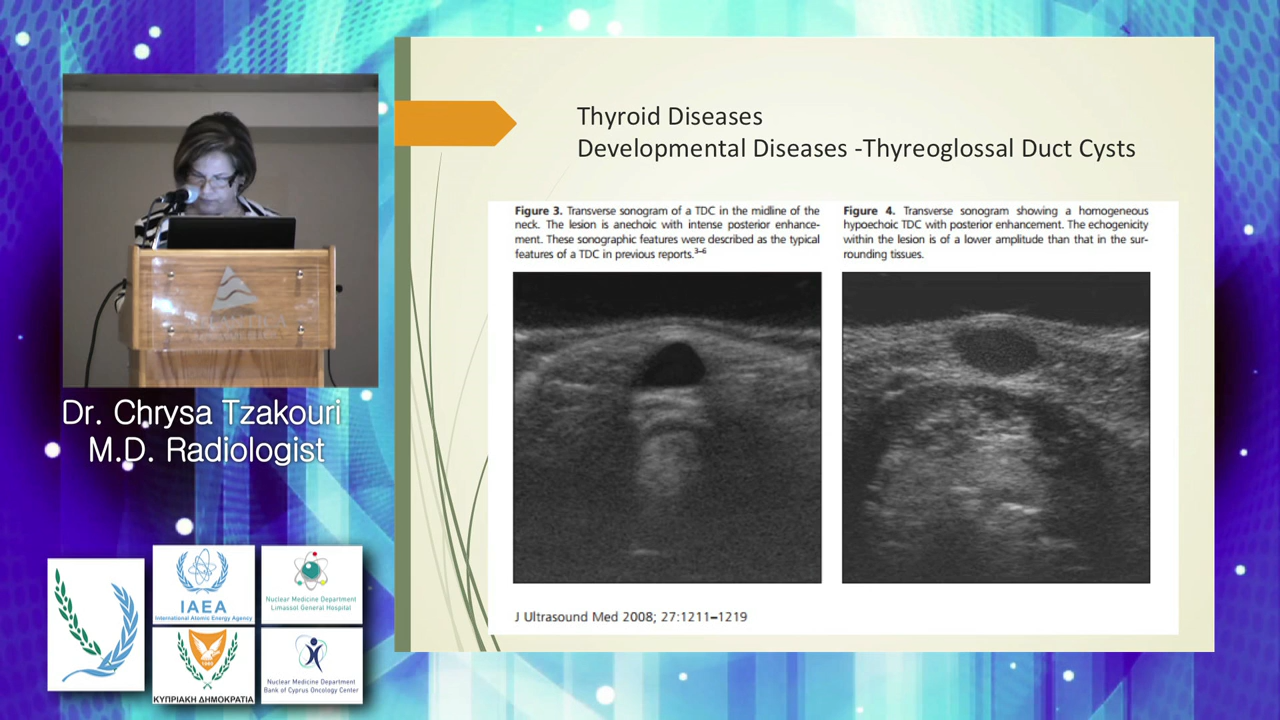 Thyroid Diseases
Developmental Diseases -Thyreoglossal Duct Cysts
Figure 3. Transverse sonogram of a TDC in the midline of the
neck. The lesion is anechoic with intense posterior enhance-
ment. These sonographic features were described as the typical
features of a TDC in previous reports.3–6
Figure 4. Transverse sonogram showing a homogeneous
hypoechoic TDC with posterior enhancement. The echogenicity
within the lesion is of a lower amplitude than that in the sur-
rounding tissues.
J Ultrasound Med 2008; 27:1211–1219
Dr. Chrysa Tzakouri
M.D. Radiologist
IAEA
International Atomic Energy Agency
Nuclear Medicine Department
Limassol General Hospital
ΚΥΠΡΙΑΚΗ ΔΗΜΟΚΡΑΤΙΑ
Nuclear Medicine Department
Bank of Cyprus Oncology Center